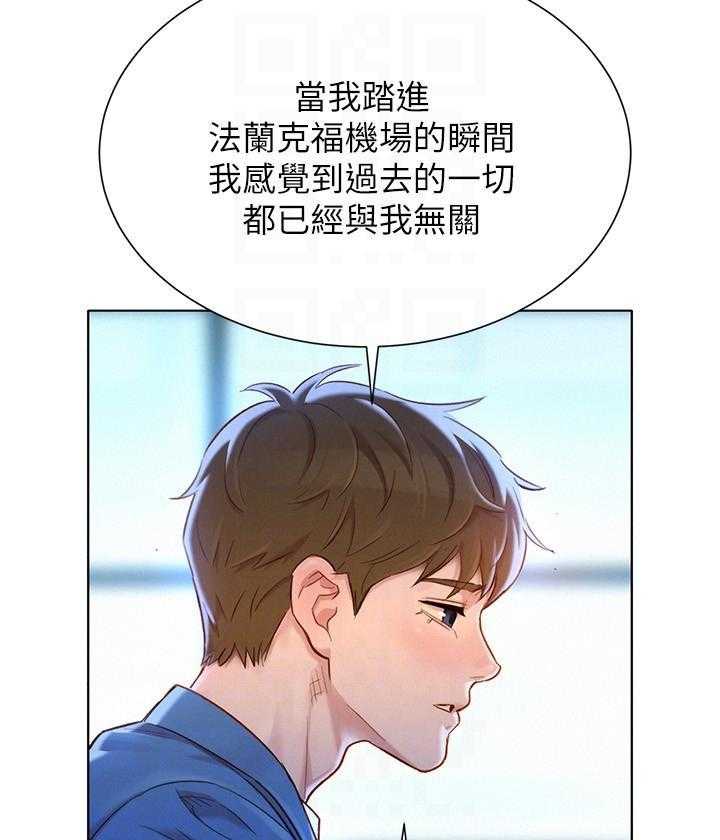 當我踏進
法蘭克福機場的瞬間
我感覺到過去的一切
都已經與我無關